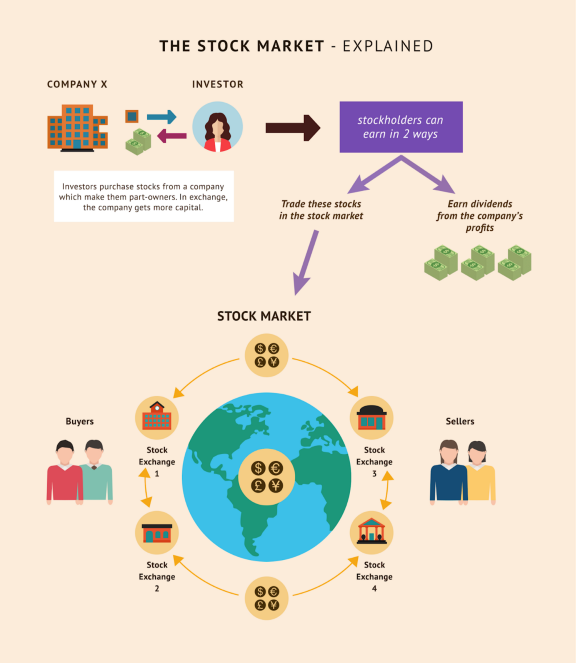 THE STOCK MARKET - EXPLAINED
COMPANY X
INVESTOR
stockholders can
earn in 2 ways
Investors purchase stocks from a company
which make them part-owners. In exchange,
the company gets more capital.
Trade these stocks
in the stock market
Earn dividends
from the company's
profits
STOCK MARKET
$ €
£ ¥
Buyers
Sellers
Stock
Exchange
1
Stock
Exchange
3
$ €
£ ¥
Stock
Exchange
2
Stock
Exchange
4
$ €
£ ¥